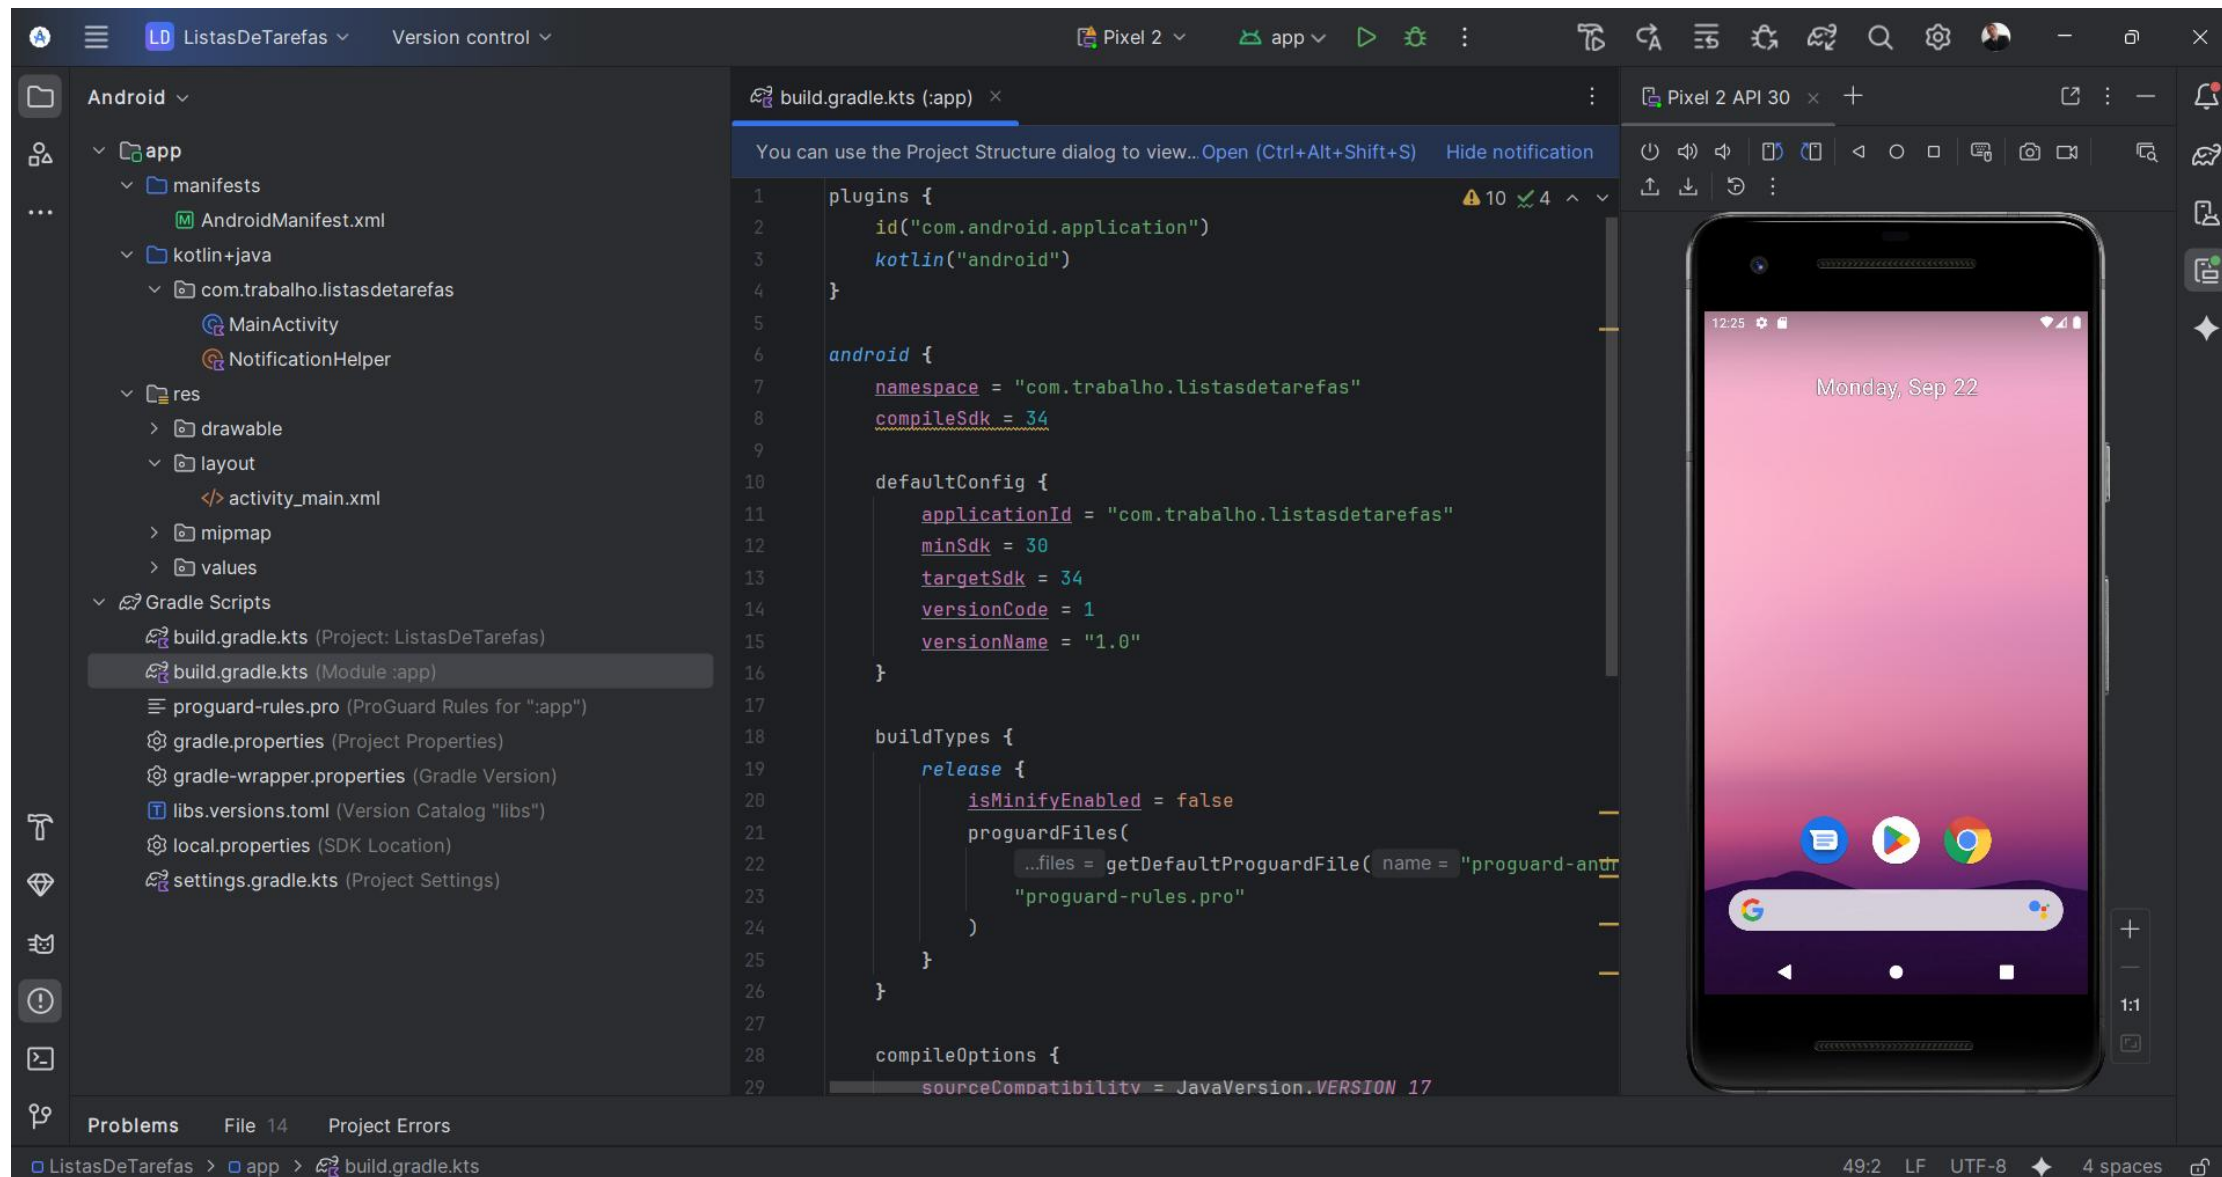 LD ListasDeTarefas Version control Pixel 2 app
Android
app
manifests
AndroidManifest.xml
kotlin+java
com.trabalho.listasdetarefas
MainActivity
NotificationHelper
res
drawable
layout
activity_main.xml
mipmap
values
Gradle Scripts
build.gradle.kts (Project: ListasDeTarefas)
build.gradle.kts (Module :app)
proguard-rules.pro (ProGuard Rules for ":app")
gradle.properties (Project Properties)
gradle-wrapper.properties (Gradle Version)
libs.versions.toml (Version Catalog "libs")
local.properties (SDK Location)
settings.gradle.kts (Project Settings)
build.gradle.kts (:app)
You can use the Project Structure dialog to view... Open (Ctrl+Alt+Shift+S) Hide notification
10 4
1 plugins {
2 id("com.android.application")
3 kotlin("android")
4 }
5
6 android {
7 namespace = "com.trabalho.listasdetarefas"
8 compileSdk = 34
9
10 defaultConfig {
11 applicationId = "com.trabalho.listasdetarefas"
12 minSdk = 30
13 targetSdk = 34
14 versionCode = 1
15 versionName = "1.0"
16 }
17
18 buildTypes {
19 release {
20 isMinifyEnabled = false
21 proguardFiles(
22 ...files = getDefaultProguardFile( name = "proguard-andr
23 "proguard-rules.pro"
24 )
25 }
26 }
27
28 compileOptions {
29 sourceCompatibility = JavaVersion.VERSION_17
Pixel 2 API 30
12:25
Monday, Sep 22
1:1
Problems File 14 Project Errors
ListasDeTarefas > app > build.gradle.kts 49:2 LF UTF-8 4 spaces